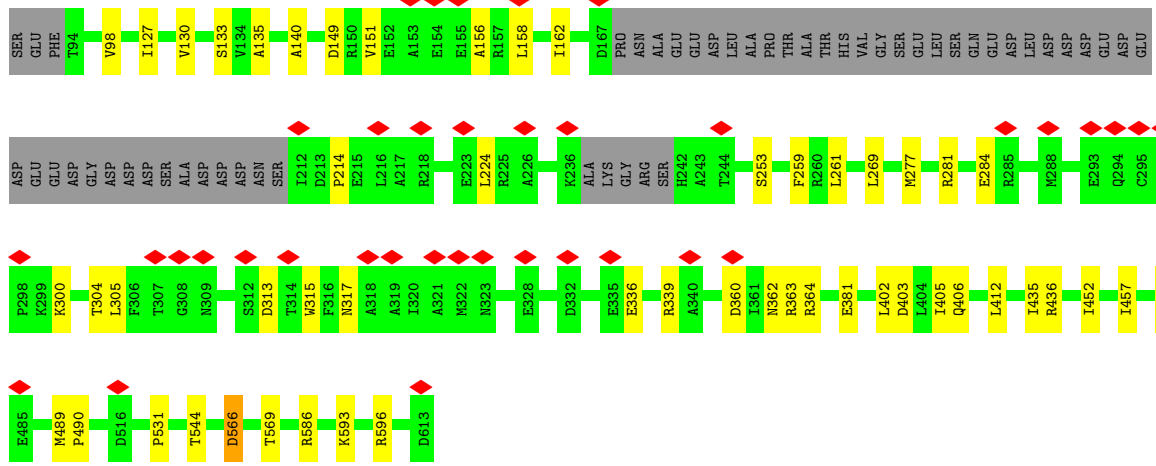 SER GLU PHE T94 V98 I127 V130 S133 V134 A135 A140 D149 R150 V151 E152 A153 E154 E155 A156 R157 L158 I162 D167 PRO ASN ALA GLU GLU ASP LEU ALA PRO THR ALA THR HIS VAL GLY SER GLU LEU SER GLN GLU ASP LEU ASP ASP ASP GLU ASP GLU
ASP GLU GLU ASP GLY ASP ASP ASP SER ALA ASP ASP ASP ASN SER I212 D213 P214 E215 L216 A217 R218 E223 L224 R225 A226 K236 ALA LYS GLY ARG SER H242 A243 T244 S253 F259 R260 L261 L269 M277 R281 E284 R285 M288 E293 Q294 C295
P298 K299 K300 T304 L305 F306 T307 G308 N309 S312 D313 T314 W315 F316 N317 A318 A319 I320 A321 M322 N323 E328 D332 E335 E336 R339 A340 D360 I361 N362 R363 R364 E381 L402 D403 L404 I405 Q406 L412 I435 R436 I452 I457
E485 M489 P490 D516 P531 T544 D566 T569 R586 K593 R596 D613